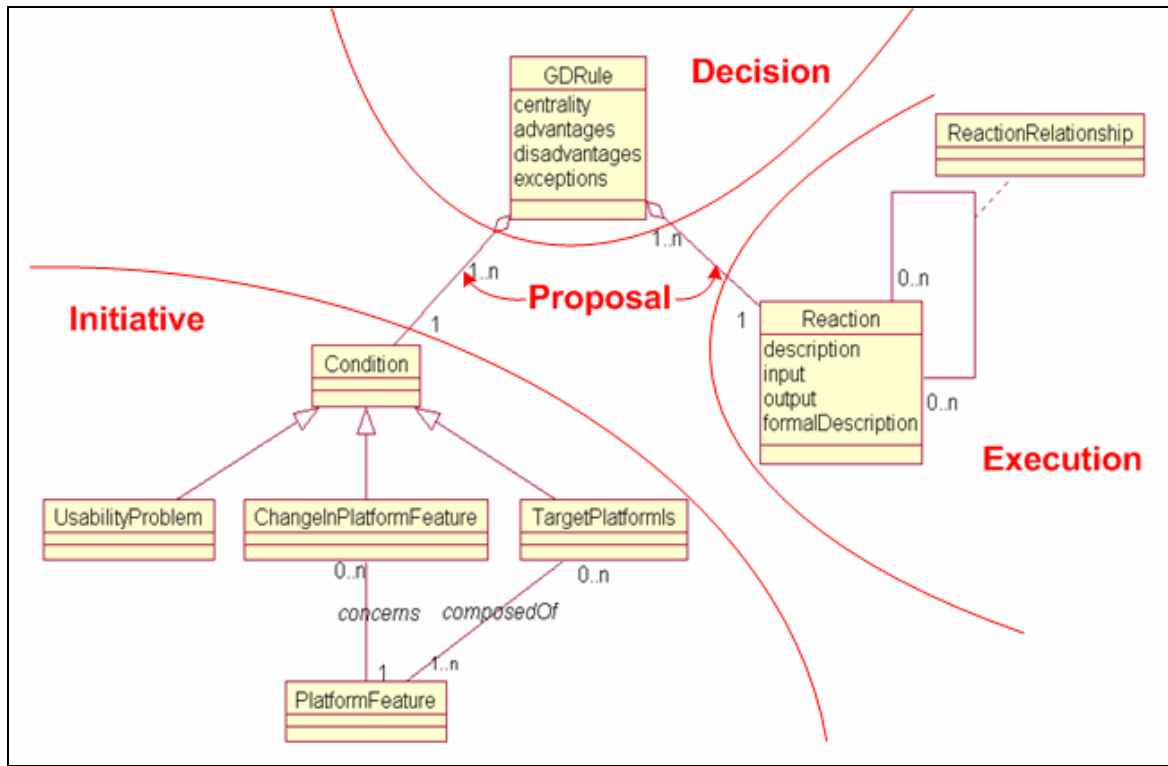 GDRule
centrality
advantages
disadvantages
exceptions
Decision
ReactionRelationship
1..n
1..n
Proposal
Initiative
1
1
0..n
0..n
Reaction
description
input
output
formalDescription
Execution
Condition
UsabilityProblem
ChangeInPlatformFeature
TargetPlatformIs
0..n
0..n
concerns
composedOf
1
1..n
PlatformFeature